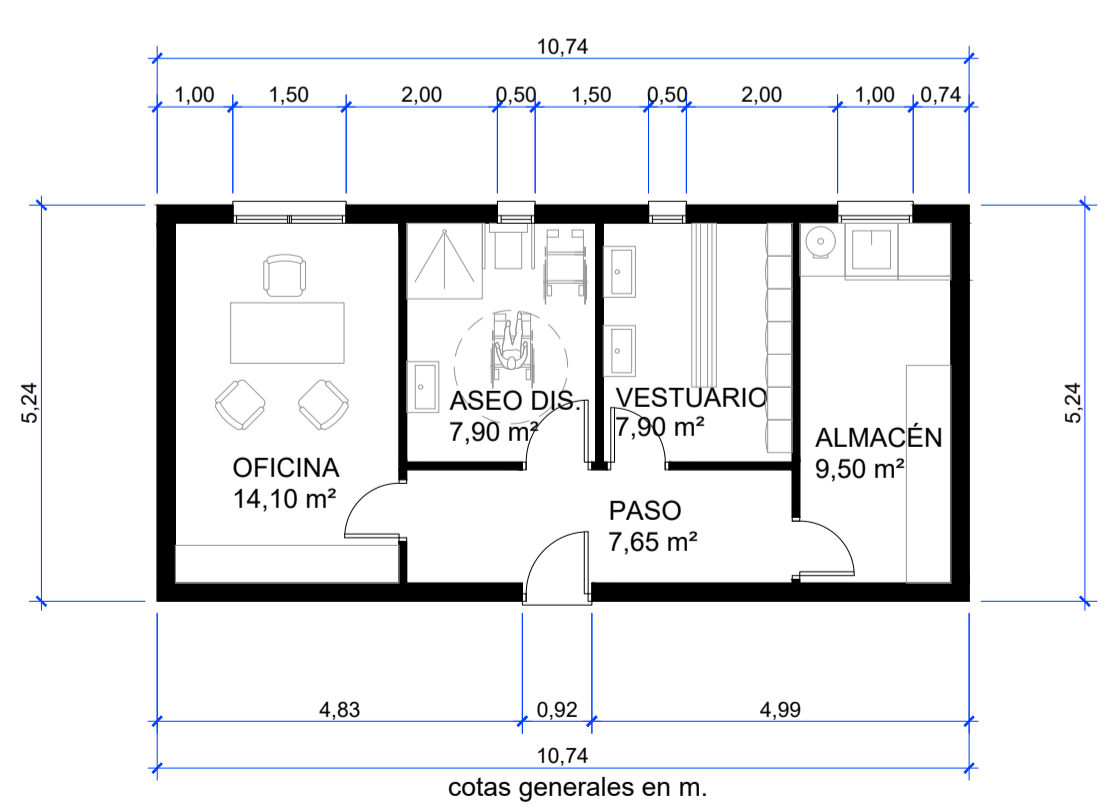 10,74
1,00 1,50 2,00 0,50 1,50 0,50 2,00 1,00 0,74
5,24
5,24
ASEO DIS.
7,90 m²
VESTUARIO
7,90 m²
ALMACÉN
9,50 m²
OFICINA
14,10 m²
PASO
7,65 m²
4,83 0,92 4,99
10,74
cotas generales en m.